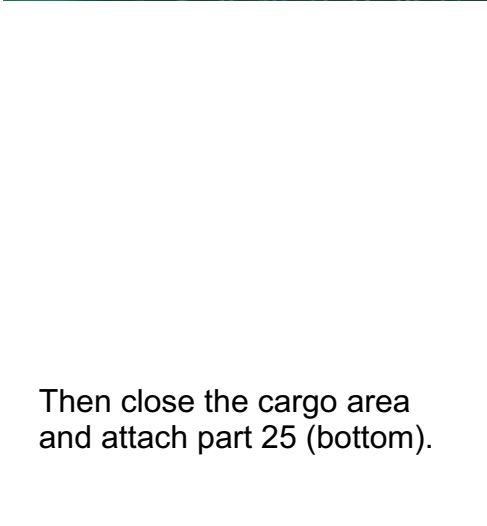 Then close the cargo area
and attach part 25 (bottom).